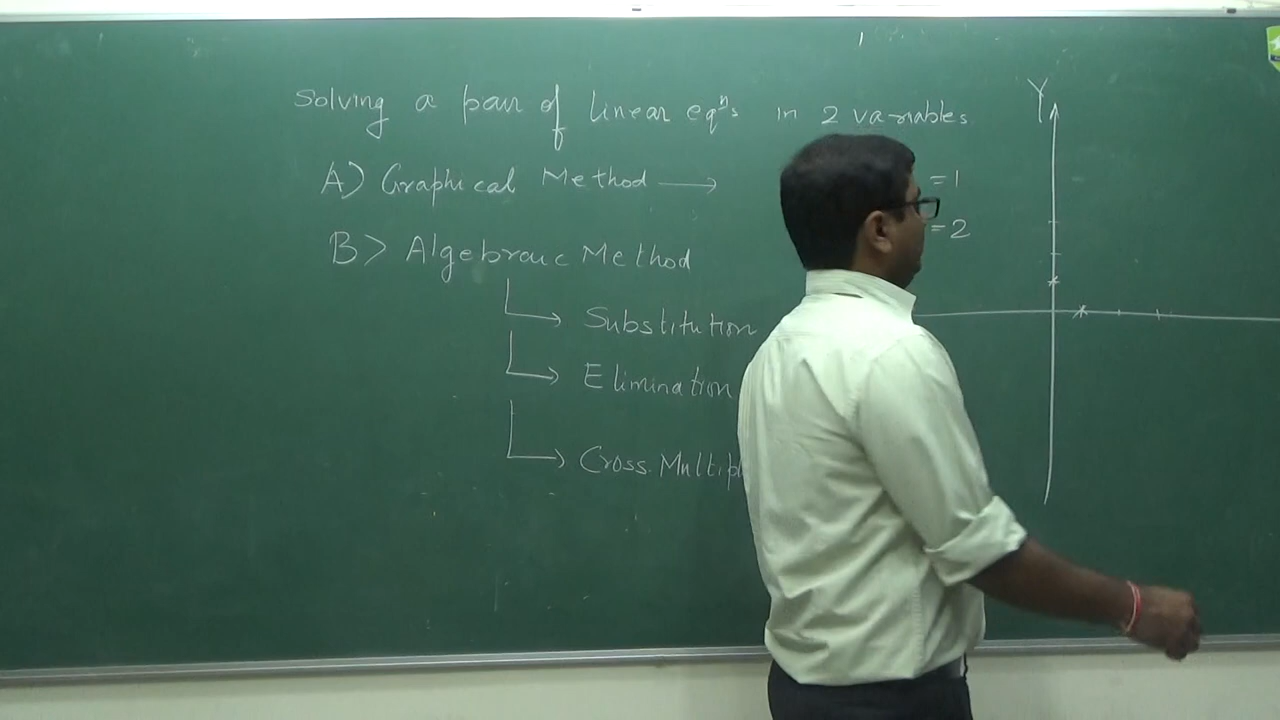 Solving a pair of linear eqⁿs in 2 variables
A) Graphical Method ⟶ =1
=2
B> Algebraic Method
Substitution
Elimination
Cross. Multipl
Y